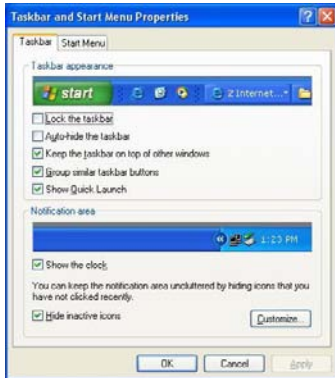 Taskbar and Start Menu Properties
Taskbar Start Menu
Taskbar appearance
start 2 Internet...
Lock the taskbar
Auto-hide the taskbar
Keep the taskbar on top of other windows
Group similar taskbar buttons
Show Quick Launch
Notification area
1:23 PM
Show the clock
You can keep the notification area uncluttered by hiding icons that you
have not clicked recently.
Hide inactive icons
Customize...
OK Cancel Apply